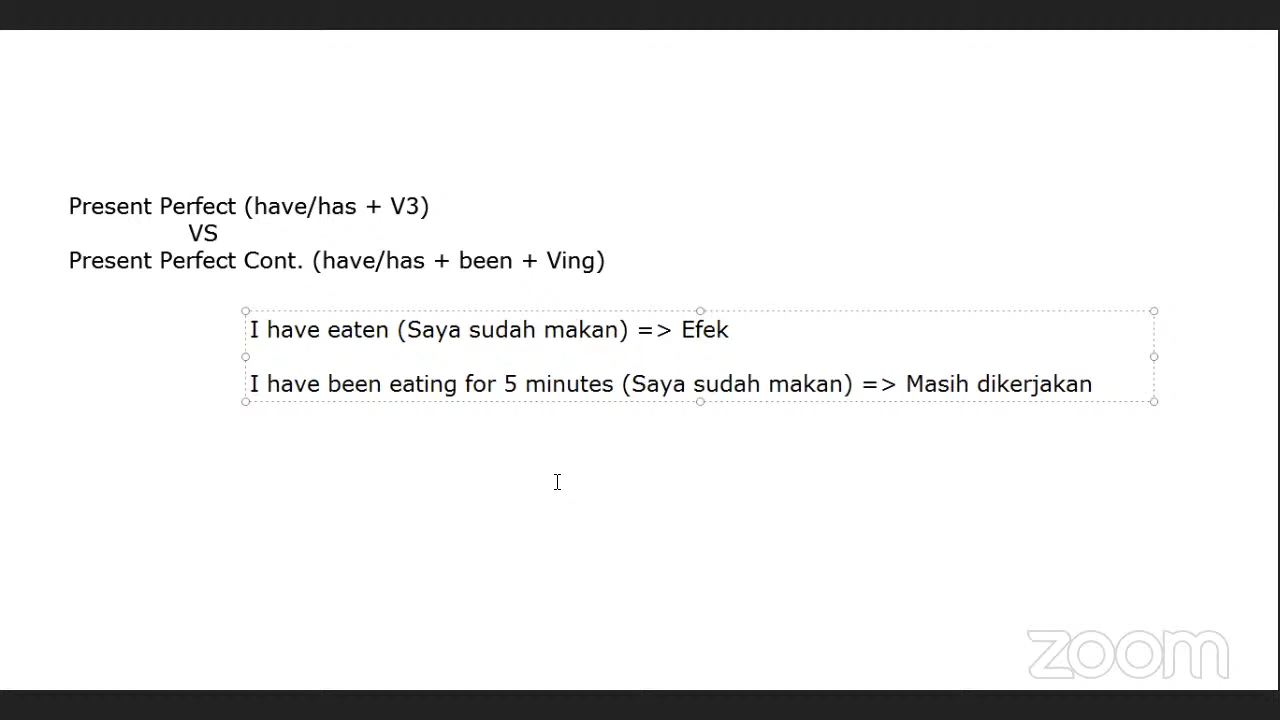 Present Perfect (have/has + V3)
VS
Present Perfect Cont. (have/has + been + Ving)
I have eaten (Saya sudah makan) => Efek
I have been eating for 5 minutes (Saya sudah makan) => Masih dikerjakan
zoom